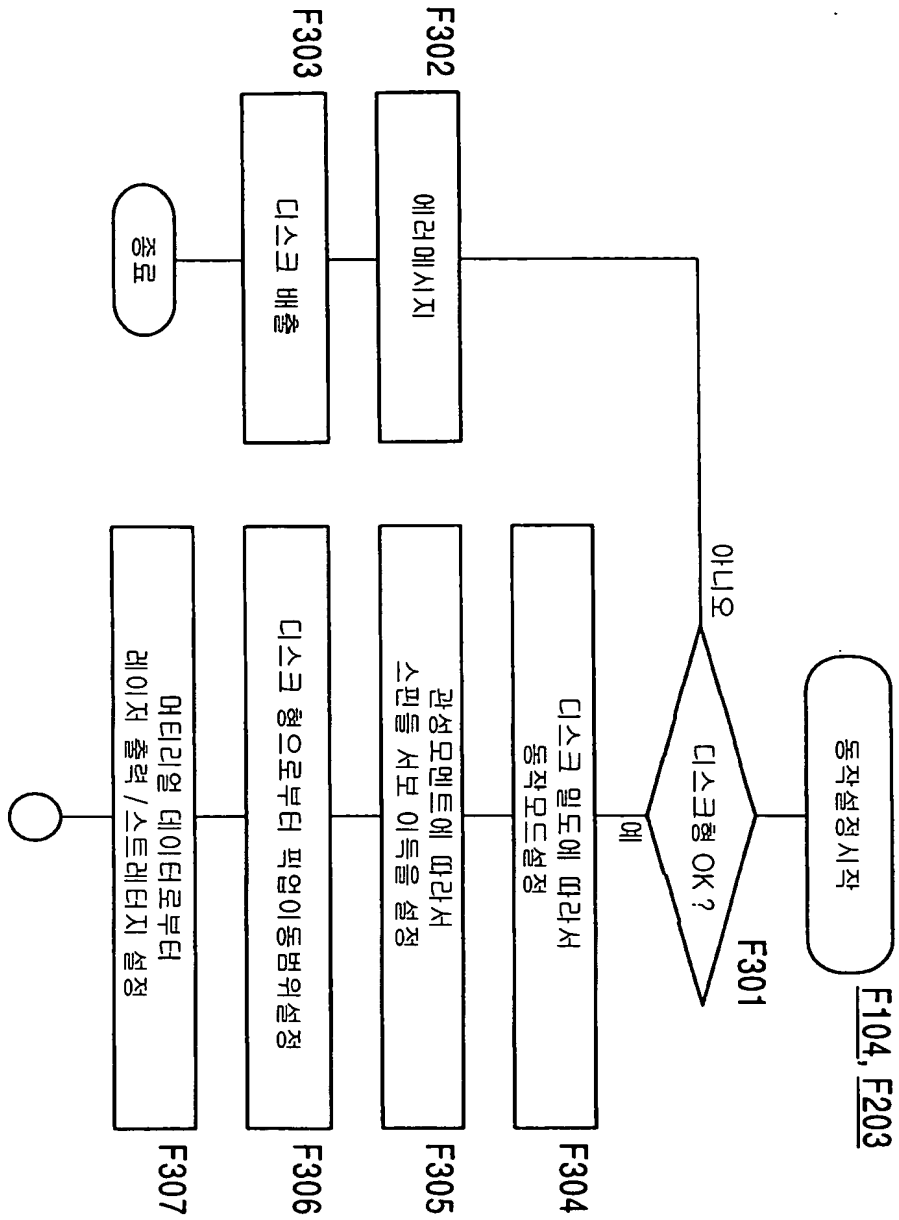 동작설정시작
F104, F203
디스크형 OK ?
F301
아니오
예
에러메시지
F302
디스크 배출
F303
종료
디스크 밀도에 따라서
동작모드설정
F304
관성모멘트에 따라서
스핀들 서보 이득을 설정
F305
디스크 형으로부터 픽업이동범위설정
F306
머티리얼 데이터로부터
레이저 출력 / 스트레터지 설정
F307